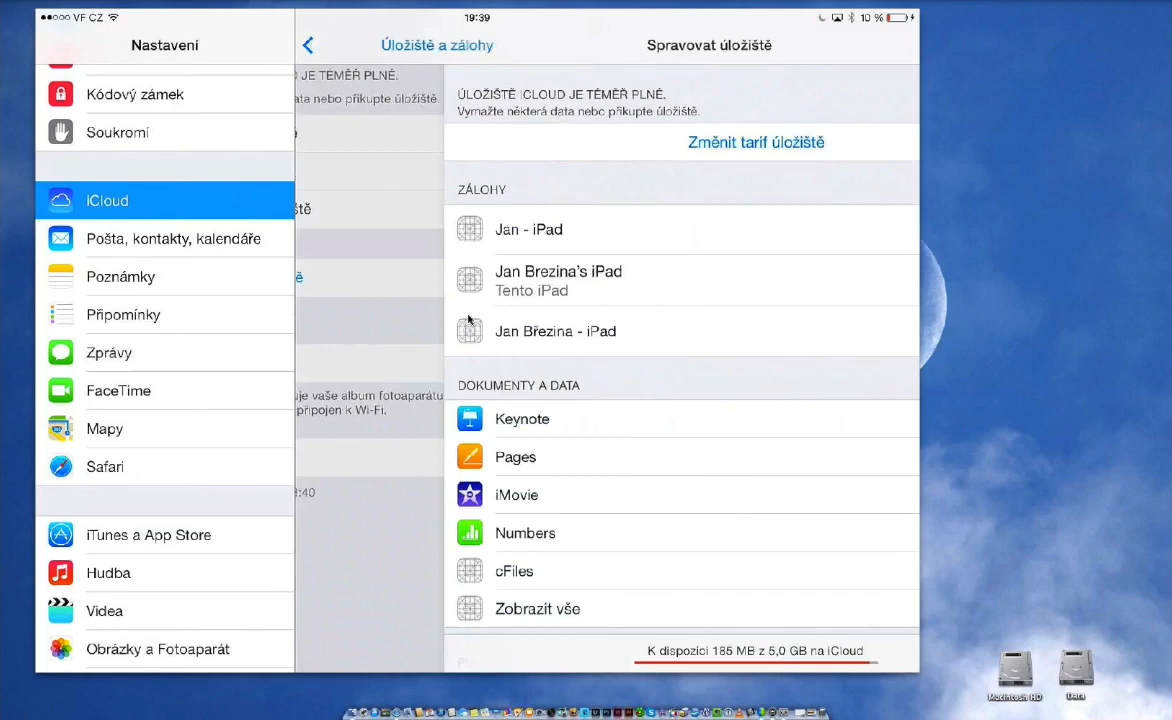 VF CZ
19:39
10 %
Nastavení
Úložiště a zálohy
Spravovat úložiště
Kódový zámek
Soukromí
iCloud
Pošta, kontakty, kalendáře
Poznámky
Připomínky
Zprávy
FaceTime
Mapy
Safari
iTunes a App Store
Hudba
Videa
Obrázky a Fotoaparát
JE TÉMĚŘ PLNÉ.
ata nebo přikupte úložiště.
ště
ě
uje vaše album fotoaparátu
připojen k Wi-Fi.
:40
ÚLOŽIŠTĚ ICLOUD JE TÉMĚŘ PLNÉ.
Vymažte některá data nebo přikupte úložiště.
Změnit tarif úložiště
ZÁLOHY
Jan - iPad
Jan Brezina's iPad
Tento iPad
Jan Březina - iPad
DOKUMENTY A DATA
Keynote
Pages
iMovie
Numbers
cFiles
Zobrazit vše
K dispozici 185 MB z 5,0 GB na iCloud
Macintosh HD
Data